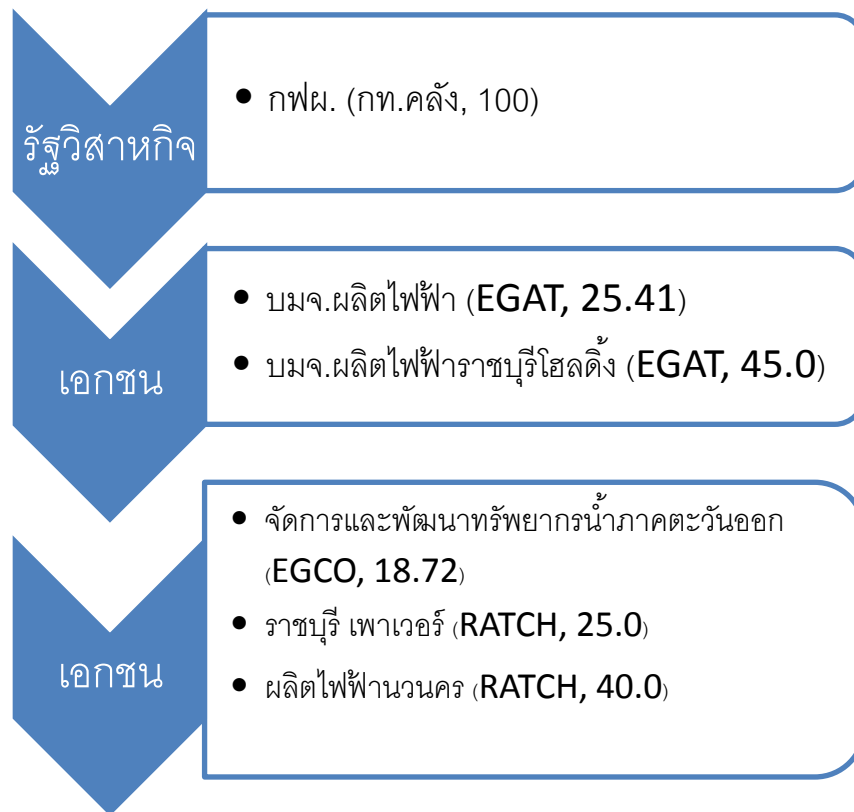 รัฐวิสาหกิจ
• กฟผ. (กท.คลัง, 100)
เอกชน
• บมจ.ผลิตไฟฟ้า (EGAT, 25.41)
• บมจ.ผลิตไฟฟ้าราชบุรีโฮลดิ้ง (EGAT, 45.0)
เอกชน
• จัดการและพัฒนาทรัพยากรน้ำภาคตะวันออก
(EGCO, 18.72)
• ราชบุรี เพาเวอร์ (RATCH, 25.0)
• ผลิตไฟฟ้านวนคร (RATCH, 40.0)